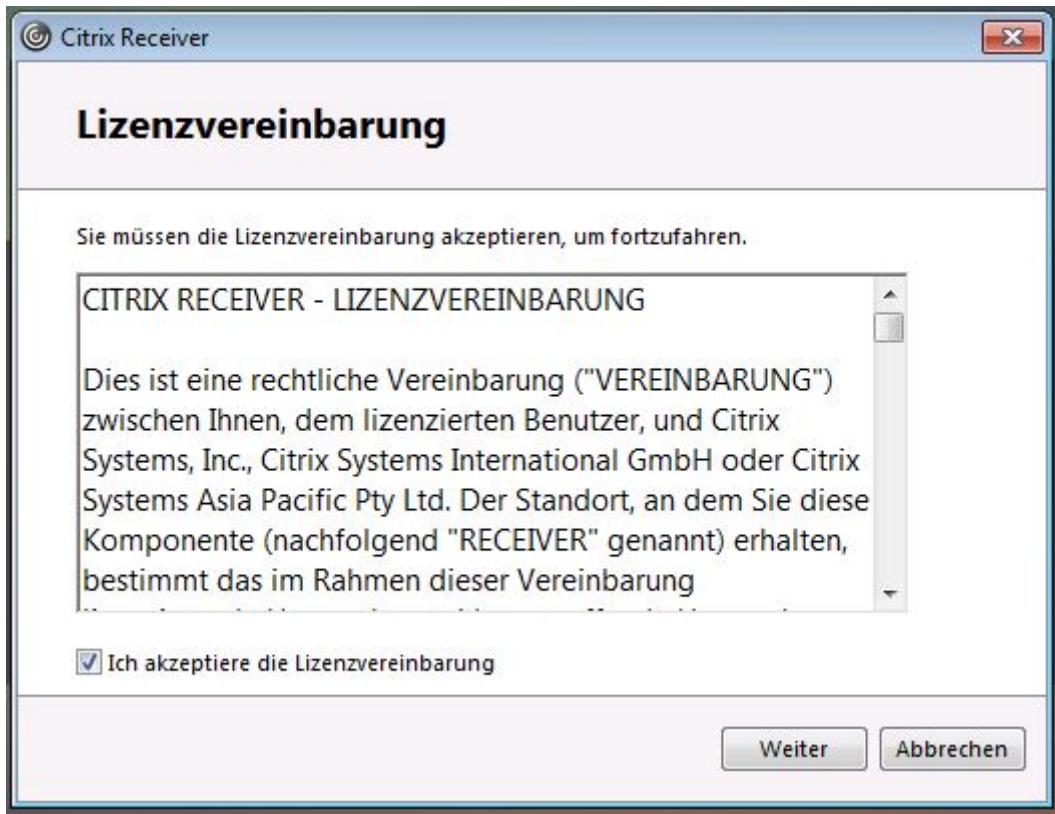 Citrix Receiver
Lizenzvereinbarung
Sie müssen die Lizenzvereinbarung akzeptieren, um fortzufahren.
CITRIX RECEIVER - LIZENZVEREINBARUNG
Dies ist eine rechtliche Vereinbarung ("VEREINBARUNG")
zwischen Ihnen, dem lizenzierten Benutzer, und Citrix
Systems, Inc., Citrix Systems International GmbH oder Citrix
Systems Asia Pacific Pty Ltd. Der Standort, an dem Sie diese
Komponente (nachfolgend "RECEIVER" genannt) erhalten,
bestimmt das im Rahmen dieser Vereinbarung
Ich akzeptiere die Lizenzvereinbarung
Weiter
Abbrechen